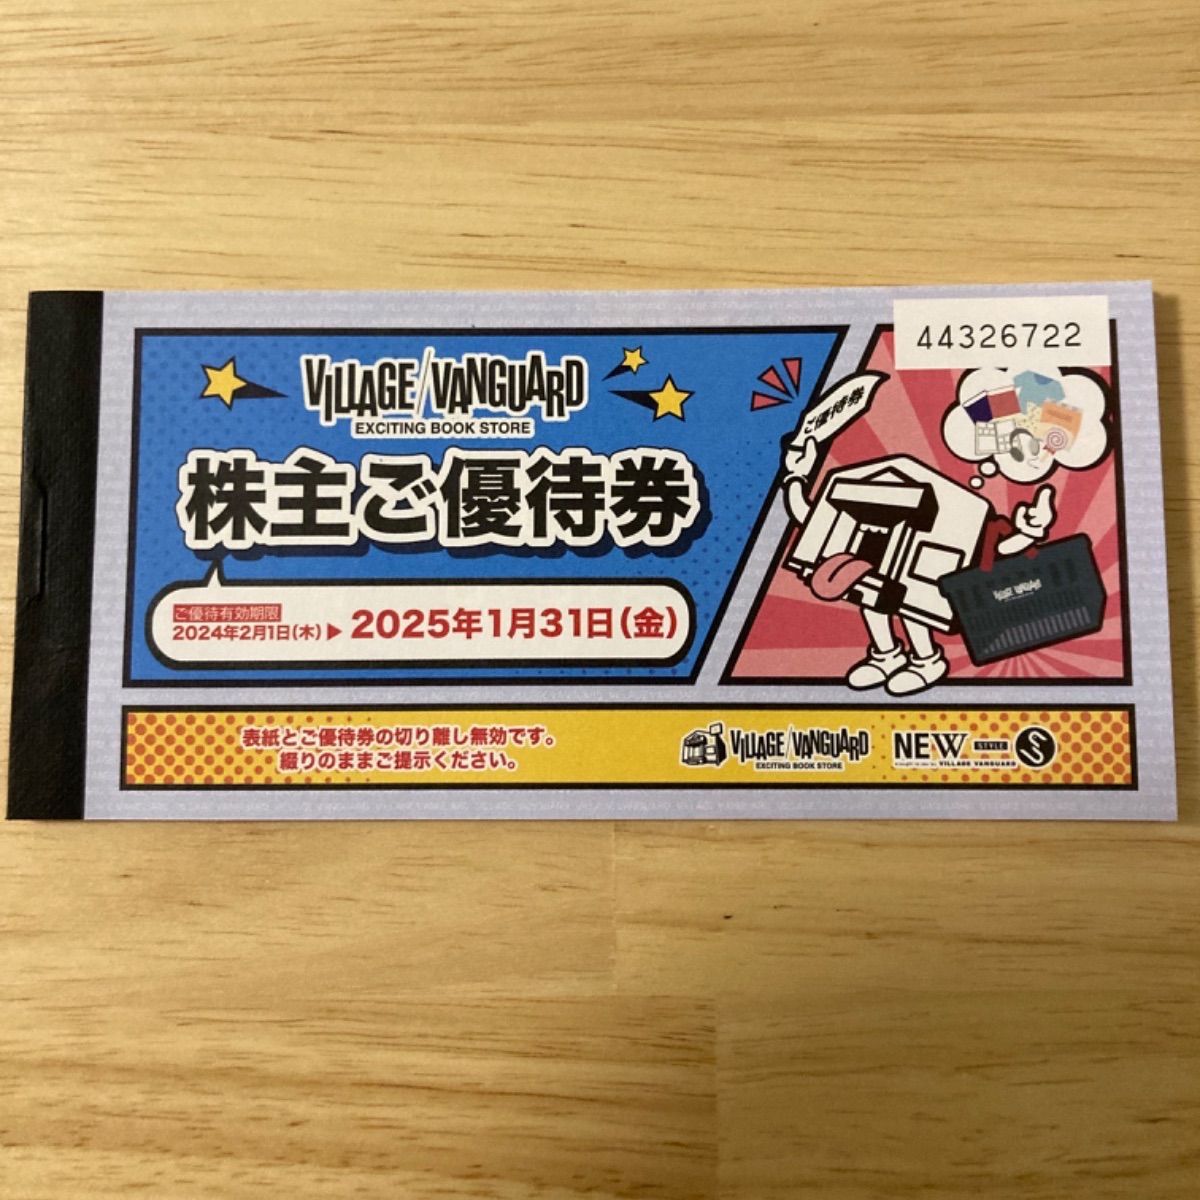 44326722
VILLAGE/VANGUARD
EXCITING BOOK STORE
株主ご優待券
ご優待有効期限
2024年2月1日(木)▶2025年1月31日(金)
ご優待券
VILLAGE/VANGUARD
表紙とご優待券の切り離し無効です。
綴りのままご提示ください。
VILLAGE/VANGUARD
EXCITING BOOK STORE
NEW STYLE
VILLAGE VANGUARD